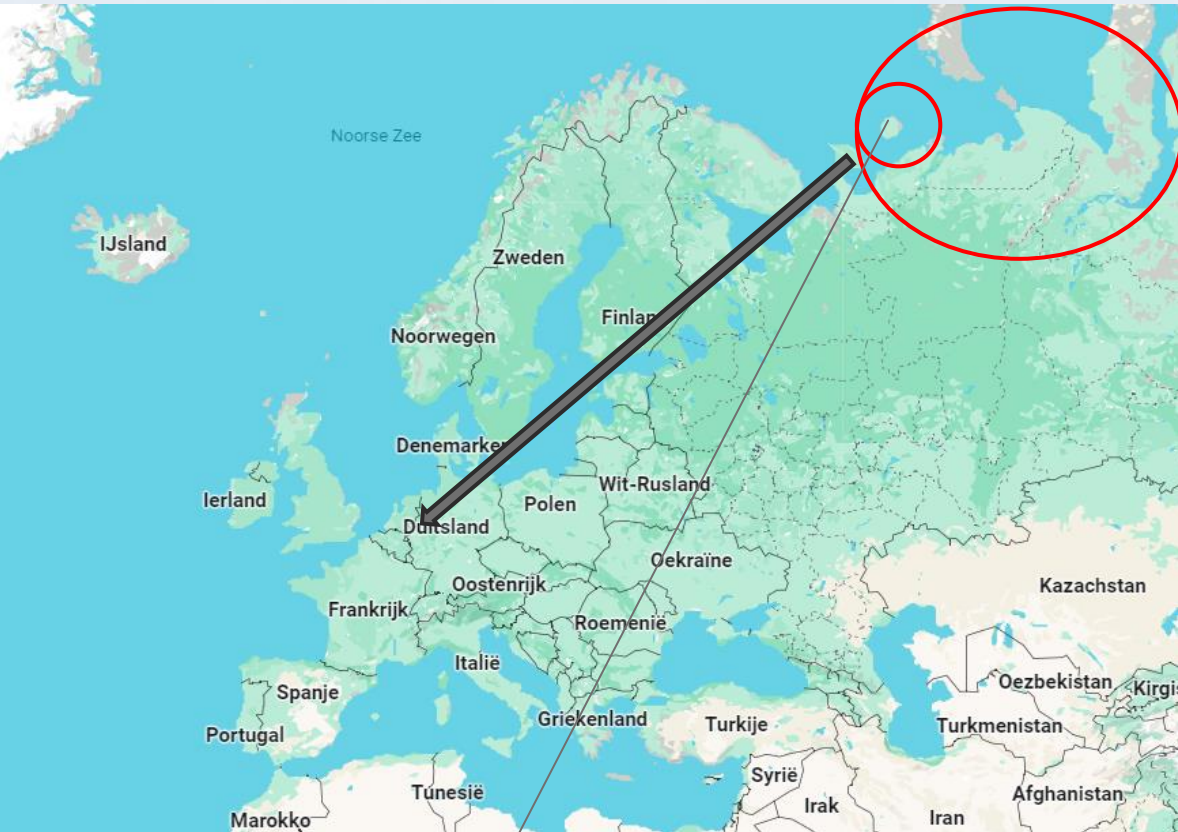 Noorse Zee
IJsland
Zweden
Finlan
Noorwegen
Denemarken
Ierland
Wit-Rusland
Polen
Duitsland
Oekraïne
Oostenrijk
Kazachstan
Frankrijk
Roemenië
Italië
Oezbekistan
Kirgis
Spanje
Griekenland
Turkije
Turkmenistan
Portugal
Syrië
Tunesië
Afghanistan
Irak
Iran
Marokko